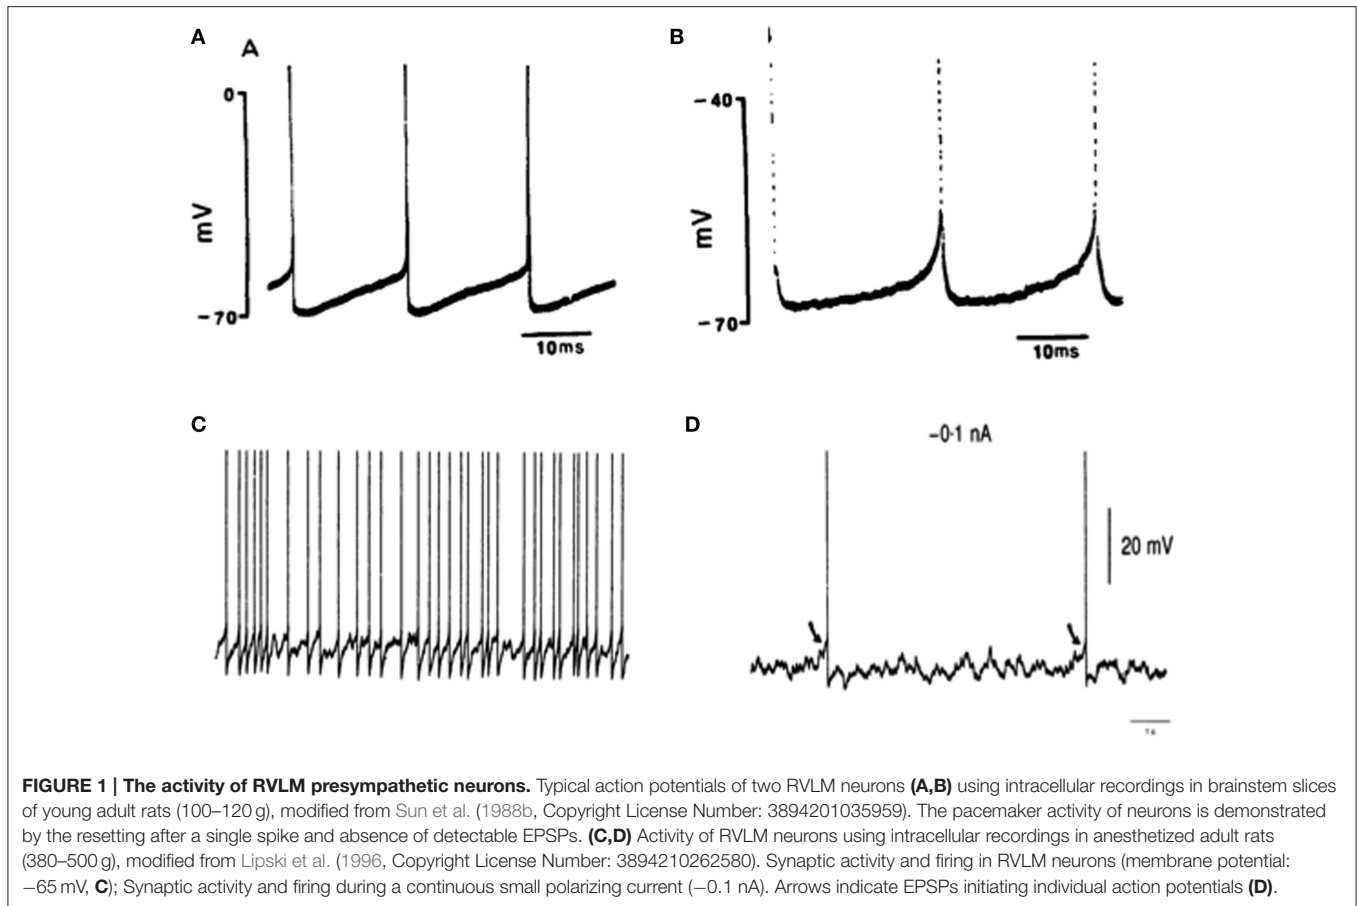 A
A
0
mV
−70
10ms
B
−40
mV
−70
10ms
C
D
−0·1 nA
20 mV
FIGURE 1 | The activity of RVLM presympathetic neurons. Typical action potentials of two RVLM neurons (A,B) using intracellular recordings in brainstem slices
of young adult rats (100–120 g), modified from Sun et al. (1988b, Copyright License Number: 3894201035959). The pacemaker activity of neurons is demonstrated
by the resetting after a single spike and absence of detectable EPSPs. (C,D) Activity of RVLM neurons using intracellular recordings in anesthetized adult rats
(380–500 g), modified from Lipski et al. (1996, Copyright License Number: 3894210262580). Synaptic activity and firing in RVLM neurons (membrane potential:
−65 mV, C); Synaptic activity and firing during a continuous small polarizing current (−0.1 nA). Arrows indicate EPSPs initiating individual action potentials (D).